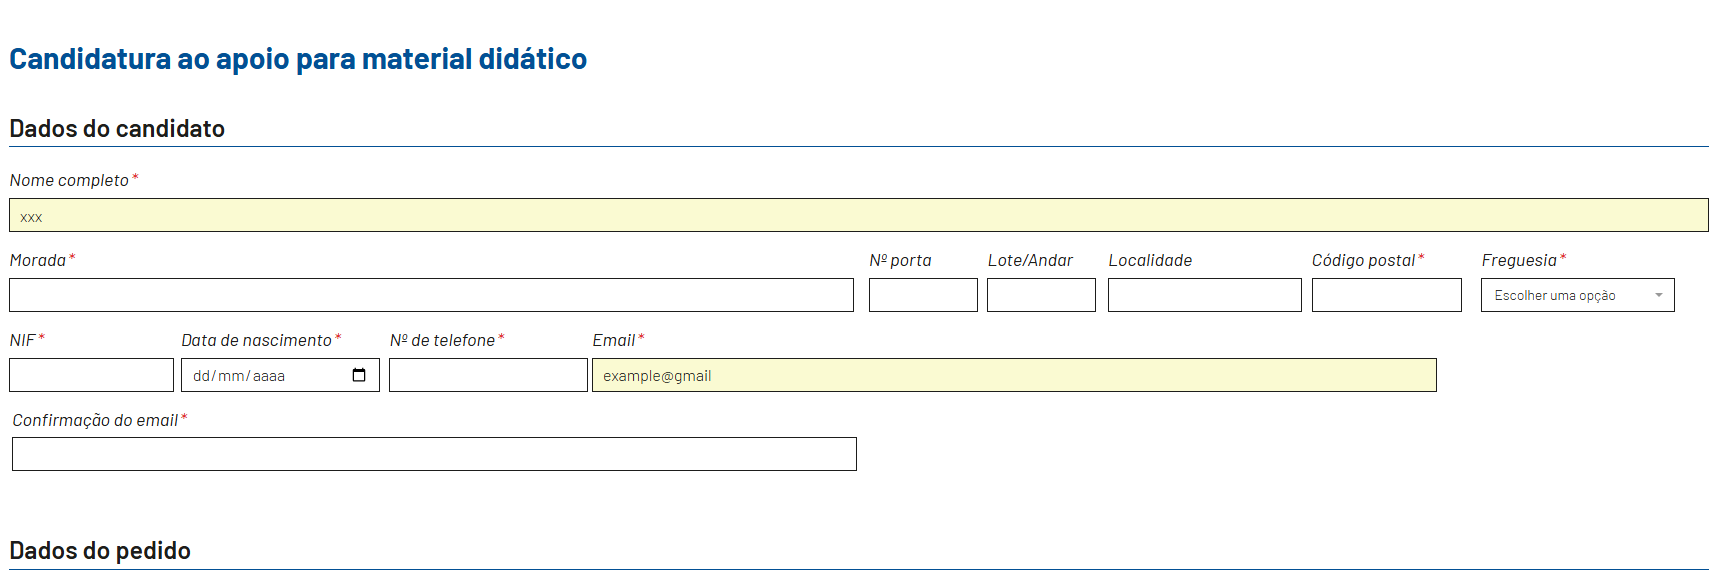 Candidatura ao apoio para material didático
Dados do candidato
Nome completo *
xxx
Morada * Nº porta Lote/Andar Localidade Código postal * Freguesia *
Escolher uma opção
NIF * Data de nascimento * Nº de telefone * Email *
dd/mm/aaaa example@gmail
Confirmação do email *
Dados do pedido